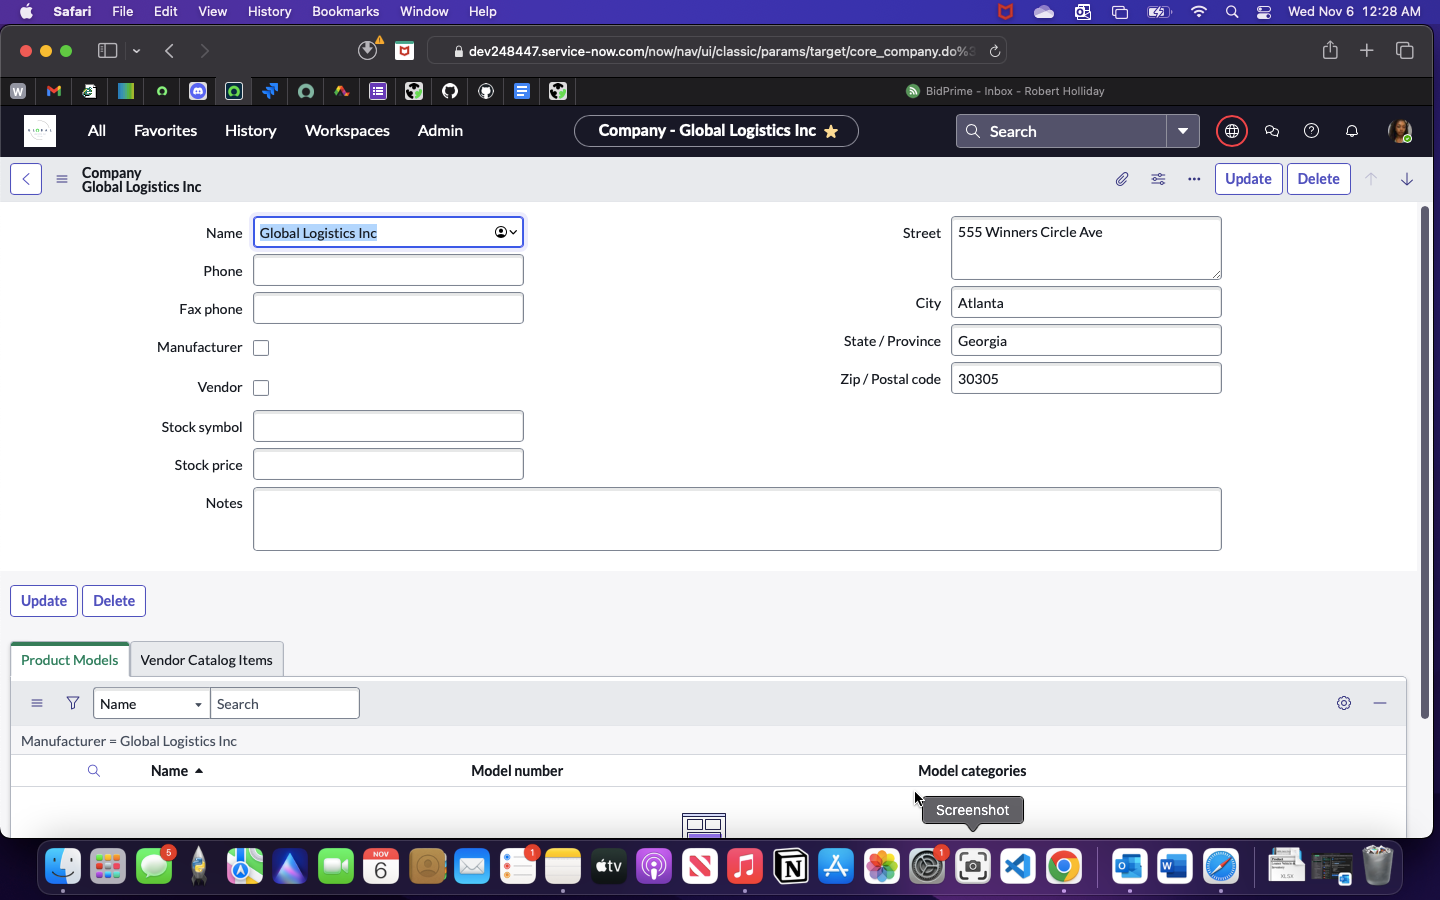 Safari File Edit View History Bookmarks Window Help Wed Nov 6 12:28 AM
dev248447.service-now.com/now/nav/ui/classic/params/target/core_company.do%3
W BidPrime - Inbox - Robert Holliday
GLOBAL All Favorites History Workspaces Admin Company - Global Logistics Inc Search
Company
Global Logistics Inc
Update Delete
Name Global Logistics Inc
Phone
Fax phone
Manufacturer
Vendor
Stock symbol
Stock price
Notes
Street 555 Winners Circle Ave
City Atlanta
State / Province Georgia
Zip / Postal code 30305
Update Delete
Product Models Vendor Catalog Items
Name Search
Manufacturer = Global Logistics Inc
Name Model number Model categories
Screenshot
5 NOV 6 1 tv 1 XLSX